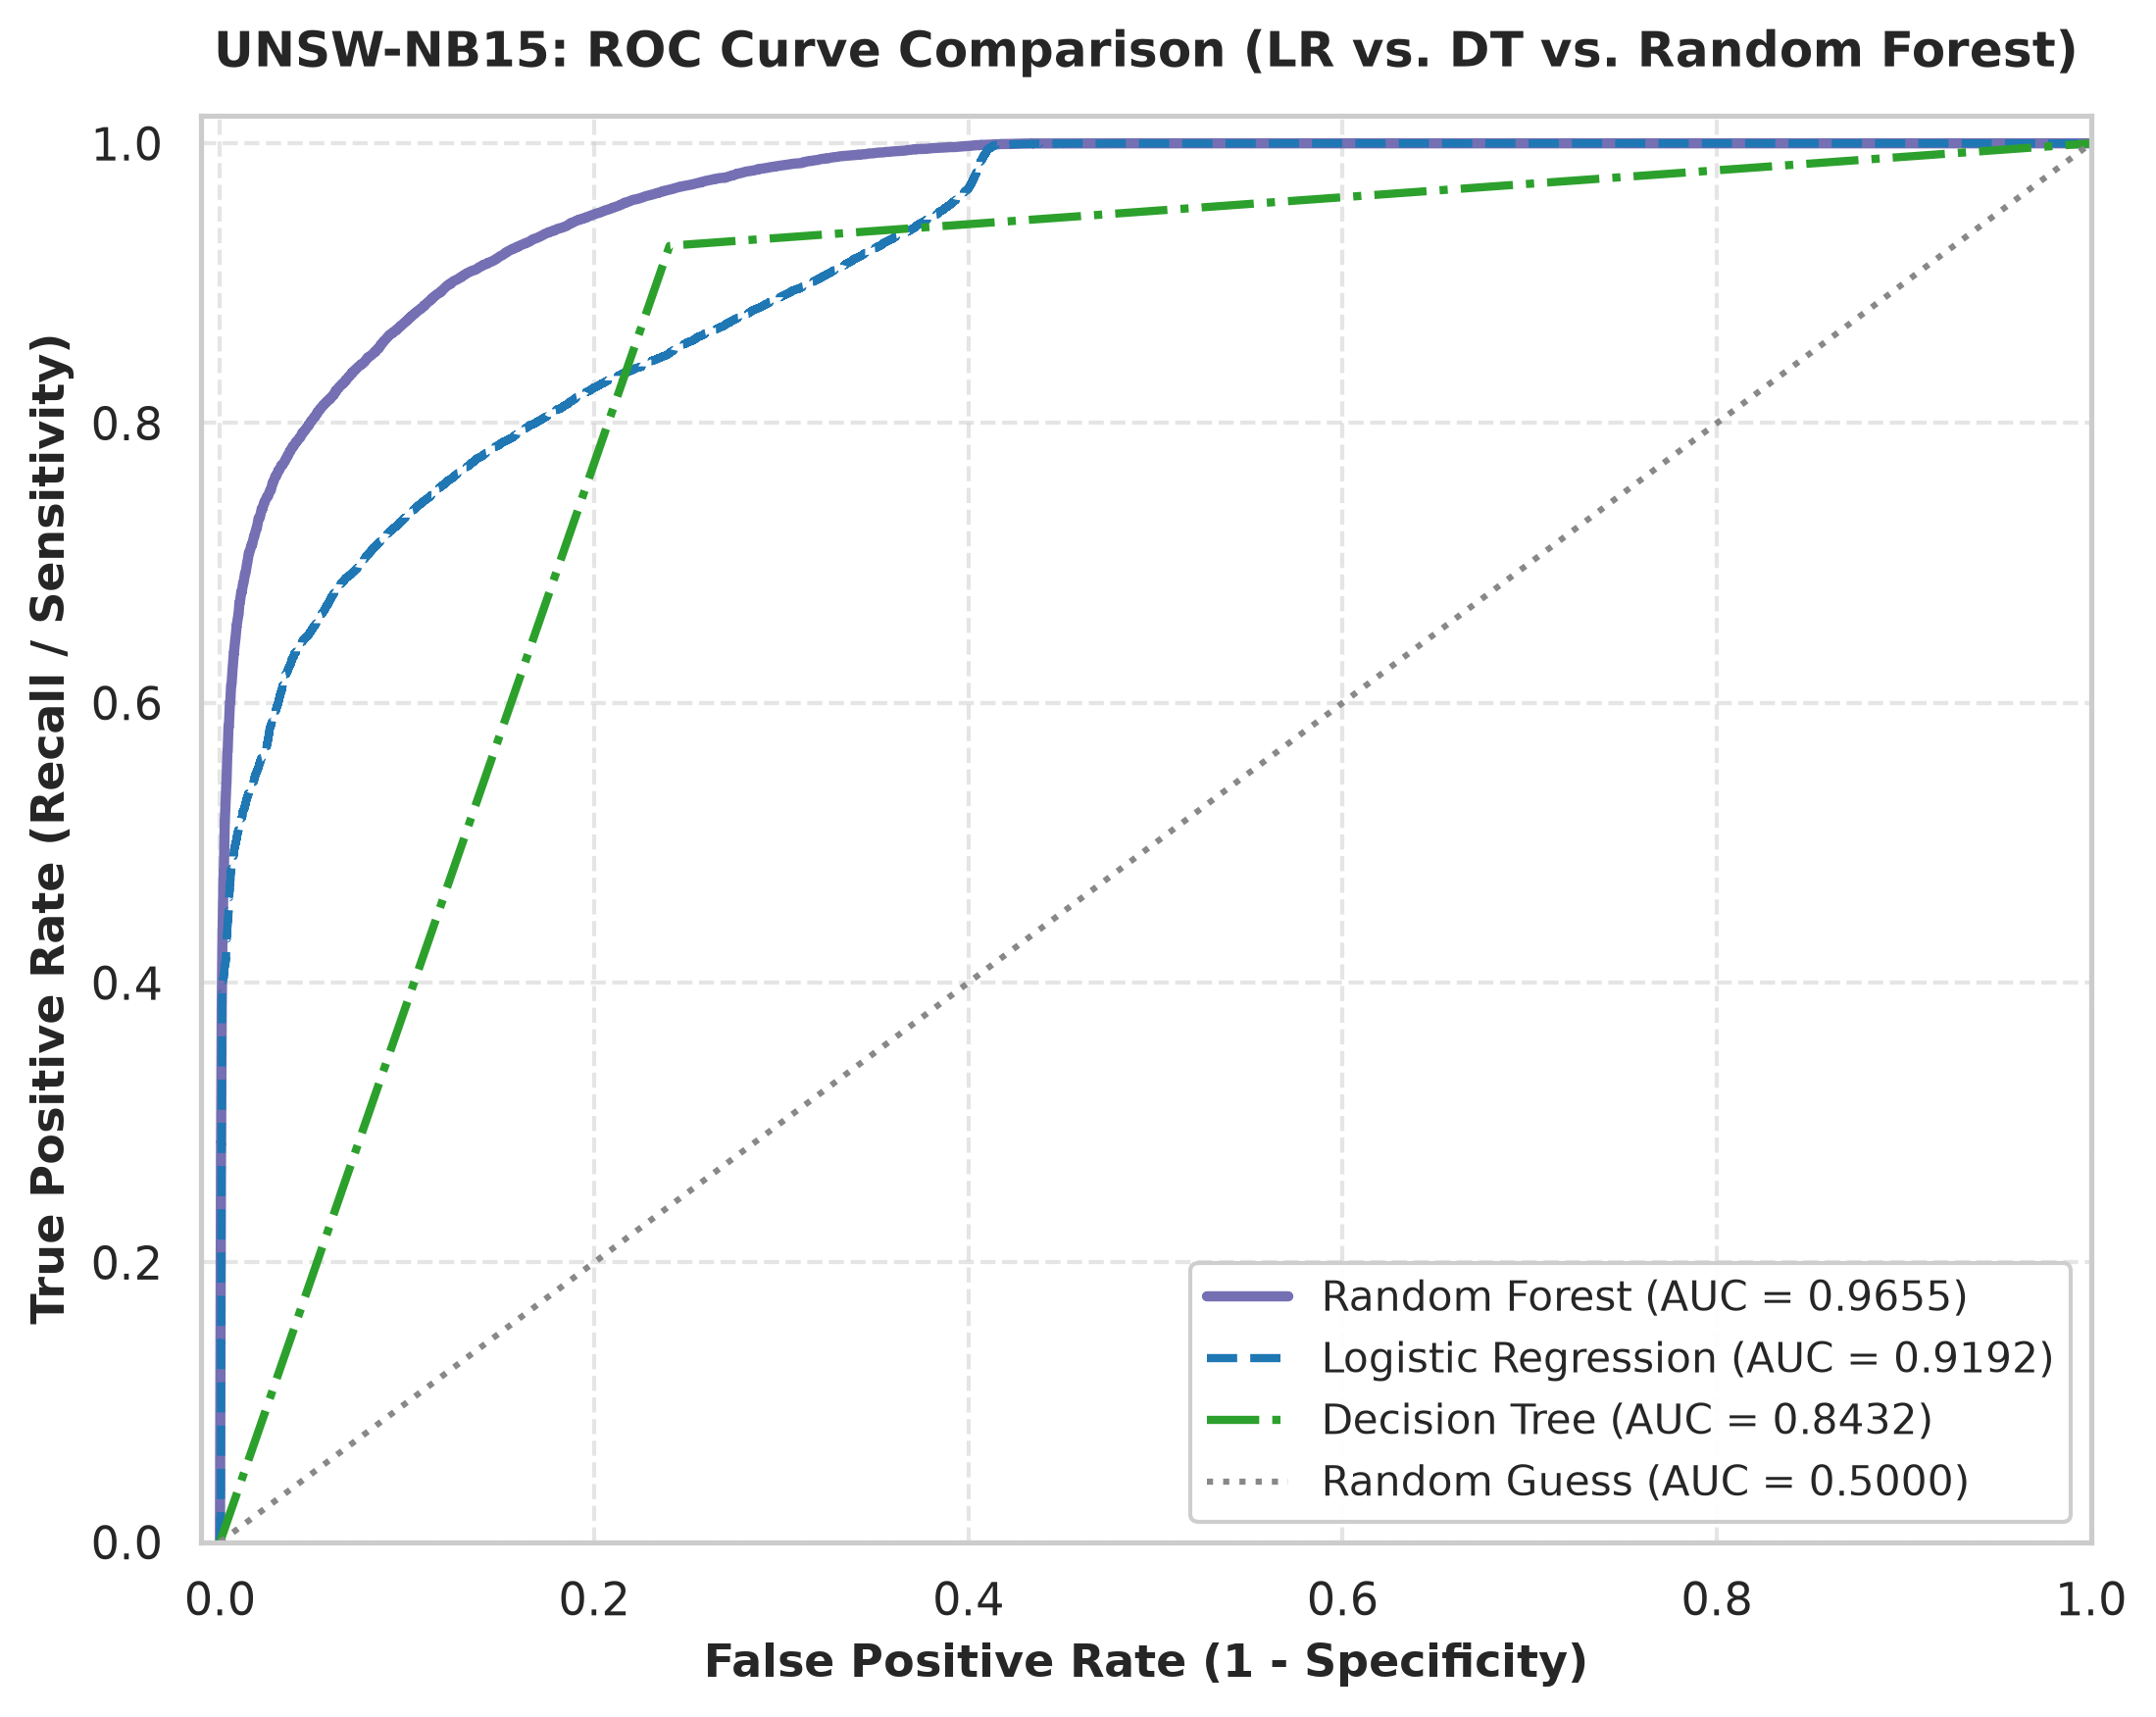 UNSW-NB15: ROC Curve Comparison (LR vs. DT vs. Random Forest)
True Positive Rate (Recall / Sensitivity)
1.0
0.8
0.6
0.4
0.2
0.0
Random Forest (AUC = 0.9655)
Logistic Regression (AUC = 0.9192)
Decision Tree (AUC = 0.8432)
Random Guess (AUC = 0.5000)
0.0 0.2 0.4 0.6 0.8 1.0
False Positive Rate (1 - Specificity)